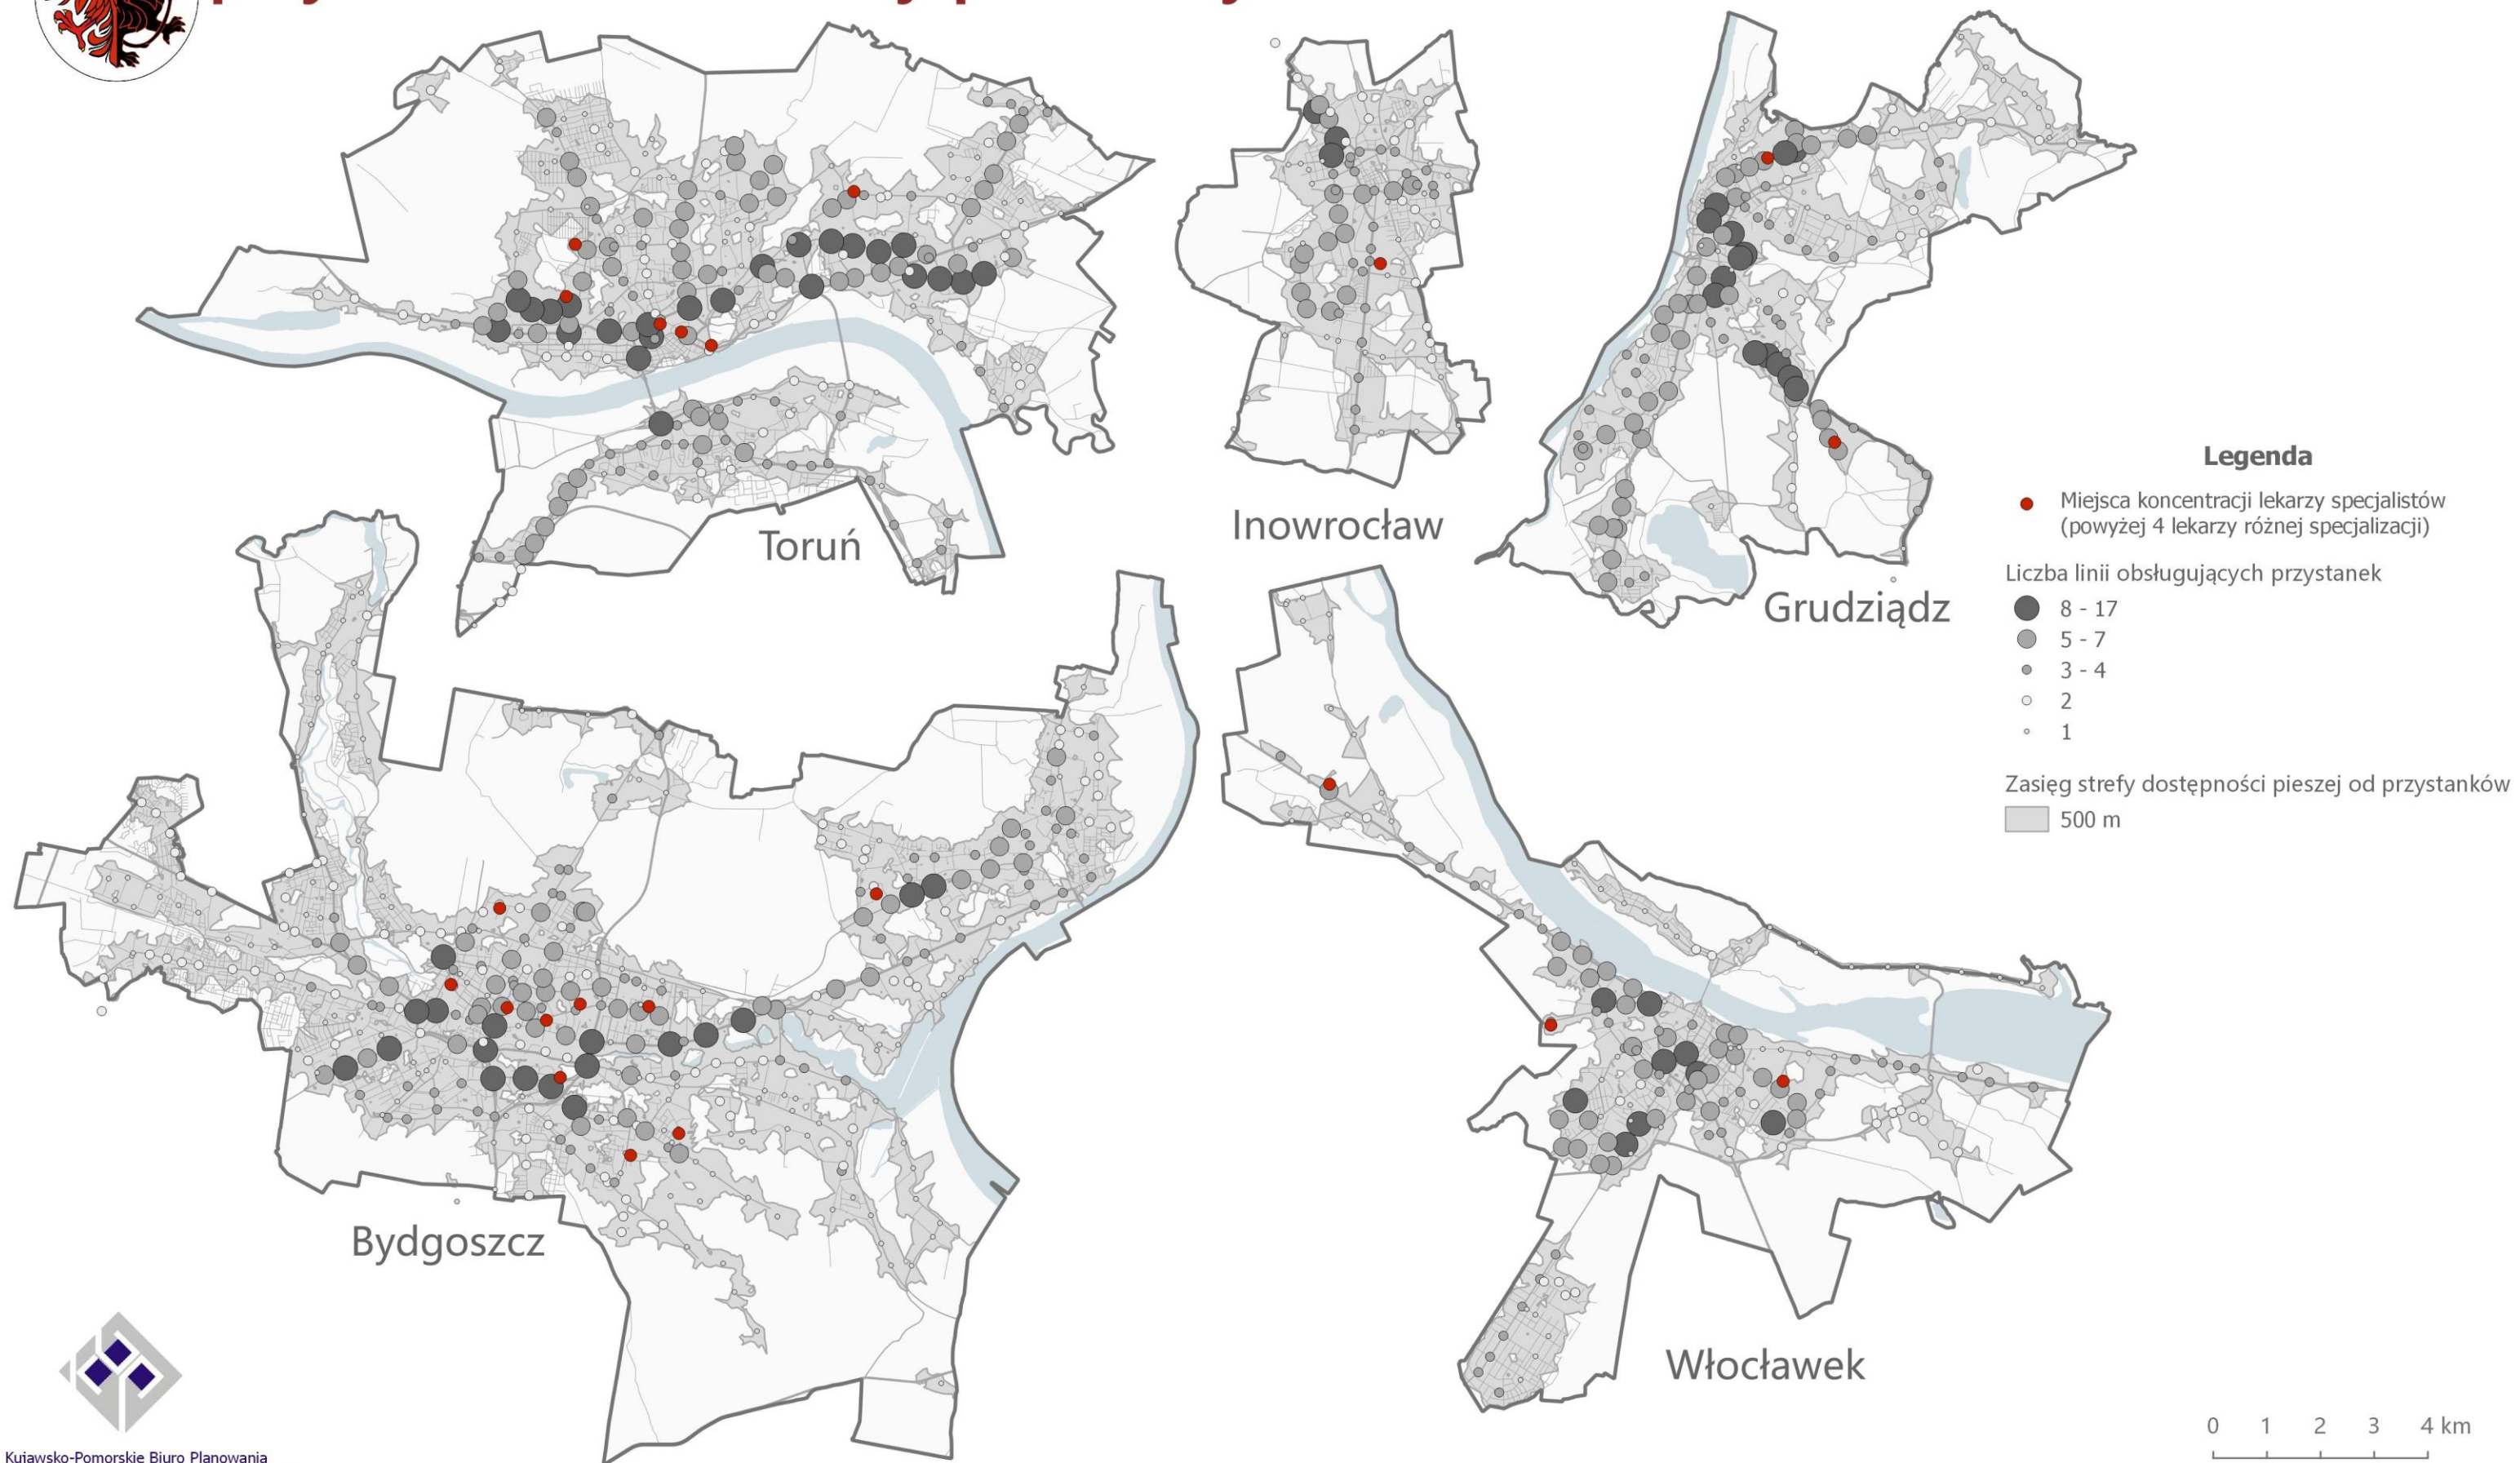 Toruń
Inowrocław
Grudziądz
Bydgoszcz
Włocławek
Legenda
Miejsca koncentracji lekarzy specjalistów
(powyżej 4 lekarzy różnej specjalizacji)
Liczba linii obsługujących przystanek
8 - 17
5 - 7
3 - 4
2
1
Zasięg strefy dostępności pieszej od przystanków
500 m
0 1 2 3 4 km
Kujawsko-Pomorskie Biuro Planowania